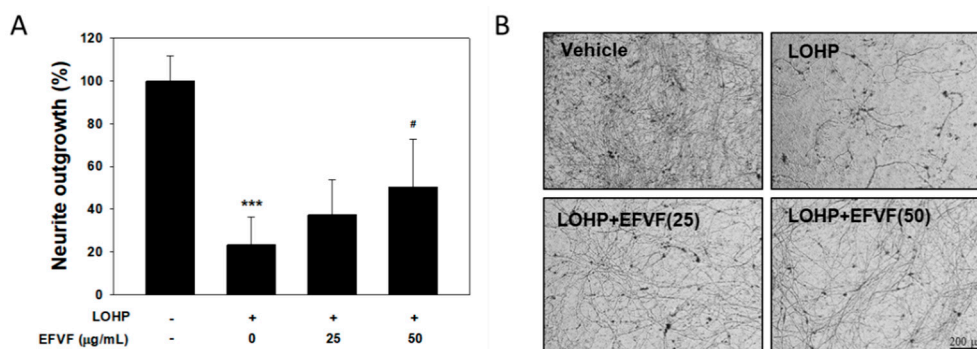 A
Neurite outgrowth (%)
120
100
80
60
40
20
0
***
#
LOHP - + + +
EFVF (μg/mL) - 0 25 50
B
Vehicle
LOHP
LOHP+EFVF(25)
LOHP+EFVF(50)